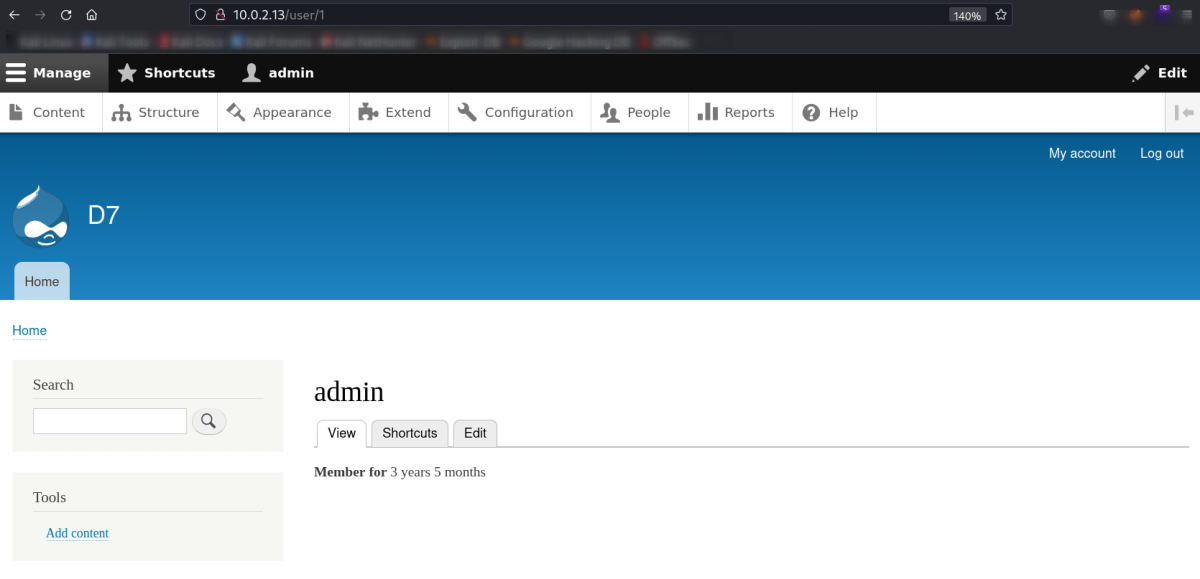 10.0.2.13/user/1 140%
Manage Shortcuts admin Edit
Content Structure Appearance Extend Configuration People Reports Help
My account Log out
D7
Home
Home
Search
admin
View Shortcuts Edit
Member for 3 years 5 months
Tools
Add content